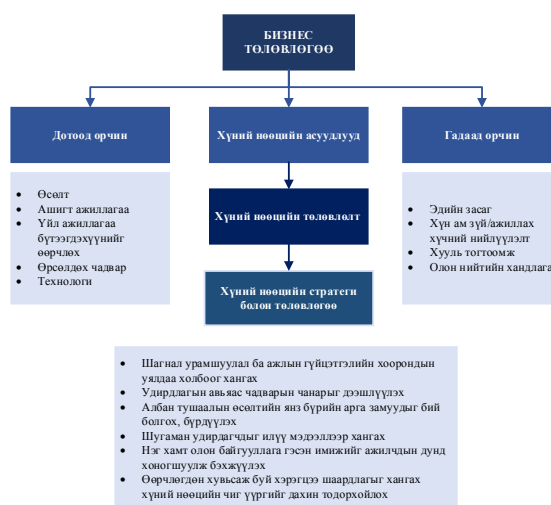 БИЗНЕС
ТӨЛӨВЛӨГӨӨ
Дотоод орчин
Хүний нөөцийн асуудлууд
Гадаад орчин
• Өсөлт
• Ашигт ажиллагаа
• Үйл ажиллагаа
бүтээгдэхүүнийг
өөрчлөх
• Өрсөлдөх чадвар
• Технологи
Хүний нөөцийн төлөвлөлт
• Эдийн засаг
• Хүн ам зүй/ажиллах
хүчний нийлүүлэлт
• Хууль тогтоомж
• Олон нийтийн хандлага
Хүний нөөцийн стратеги
болон төлөвлөгөө
• Шагнал урамшуулал ба ажлын гүйцэтгэлийн хоорондын
уялдаа холбоог хангах
• Удирдлагын авьяас чадварын чанарыг дээшлүүлэх
• Албан тушаалын өсөлтийн янз бүрийн арга замуудыг бий
болгох, бүрдүүлэх
• Шугаман удирдагчдыг илүү мэдээллээр хангах
• Нэг хамт олон байгууллага гэсэн имижийг ажилчдын дунд
хоногшуулж бэхжүүлэх
• Өөрчлөгдөн хувьсаж буй хэрэгцээ шаардлагыг хангах
хүний нөөцийн чиг үүргийг дахин тодорхойлох